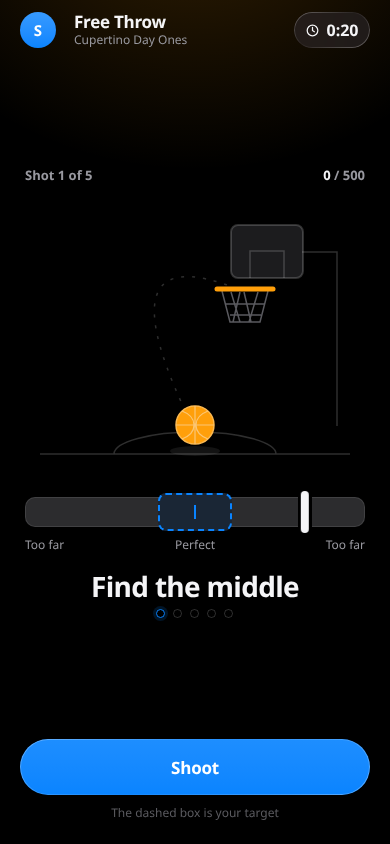 S
Free Throw
Cupertino Day Ones
0:20
Shot 1 of 5
0 / 500
Too far
Perfect
Too far
Find the middle
Shoot
The dashed box is your target